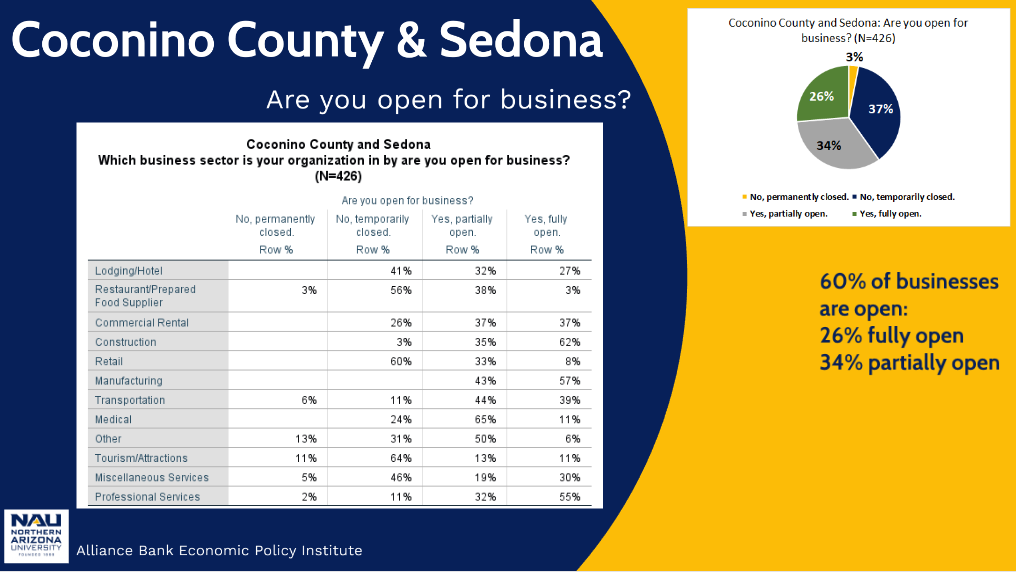 Coconino County & Sedona
Are you open for business?
Coconino County and Sedona
Which business sector is your organization in by are you open for business?
(N=426)
Are you open for business?
No, permanently closed. No, temporarily closed. Yes, partially open. Yes, fully open.
Row % Row % Row % Row %
Lodging/Hotel 41% 32% 27%
Restaurant/Prepared Food Supplier 3% 56% 38% 3%
Commercial Rental 26% 37% 37%
Construction 3% 35% 62%
Retail 60% 33% 8%
Manufacturing 43% 57%
Transportation 6% 11% 44% 39%
Medical 24% 65% 11%
Other 13% 31% 50% 6%
Tourism/Attractions 11% 64% 13% 11%
Miscellaneous Services 5% 46% 19% 30%
Professional Services 2% 11% 32% 55%
Coconino County and Sedona: Are you open for
business? (N=426)
3%
26%
37%
34%
No, permanently closed. No, temporarily closed.
Yes, partially open. Yes, fully open.
60% of businesses
are open:
26% fully open
34% partially open
NAU
NORTHERN
ARIZONA
UNIVERSITY
Alliance Bank Economic Policy Institute